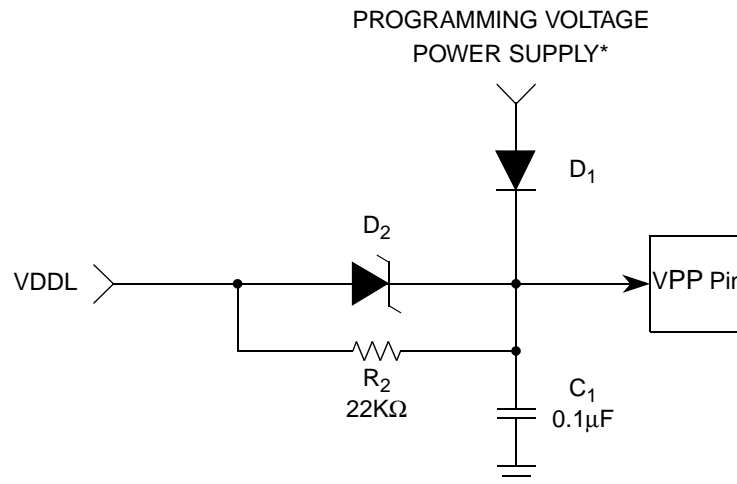 PROGRAMMING VOLTAGE
POWER SUPPLY*
D1
D2
VDDL
VPP Pin
R2
22KΩ
C1
0.1μF